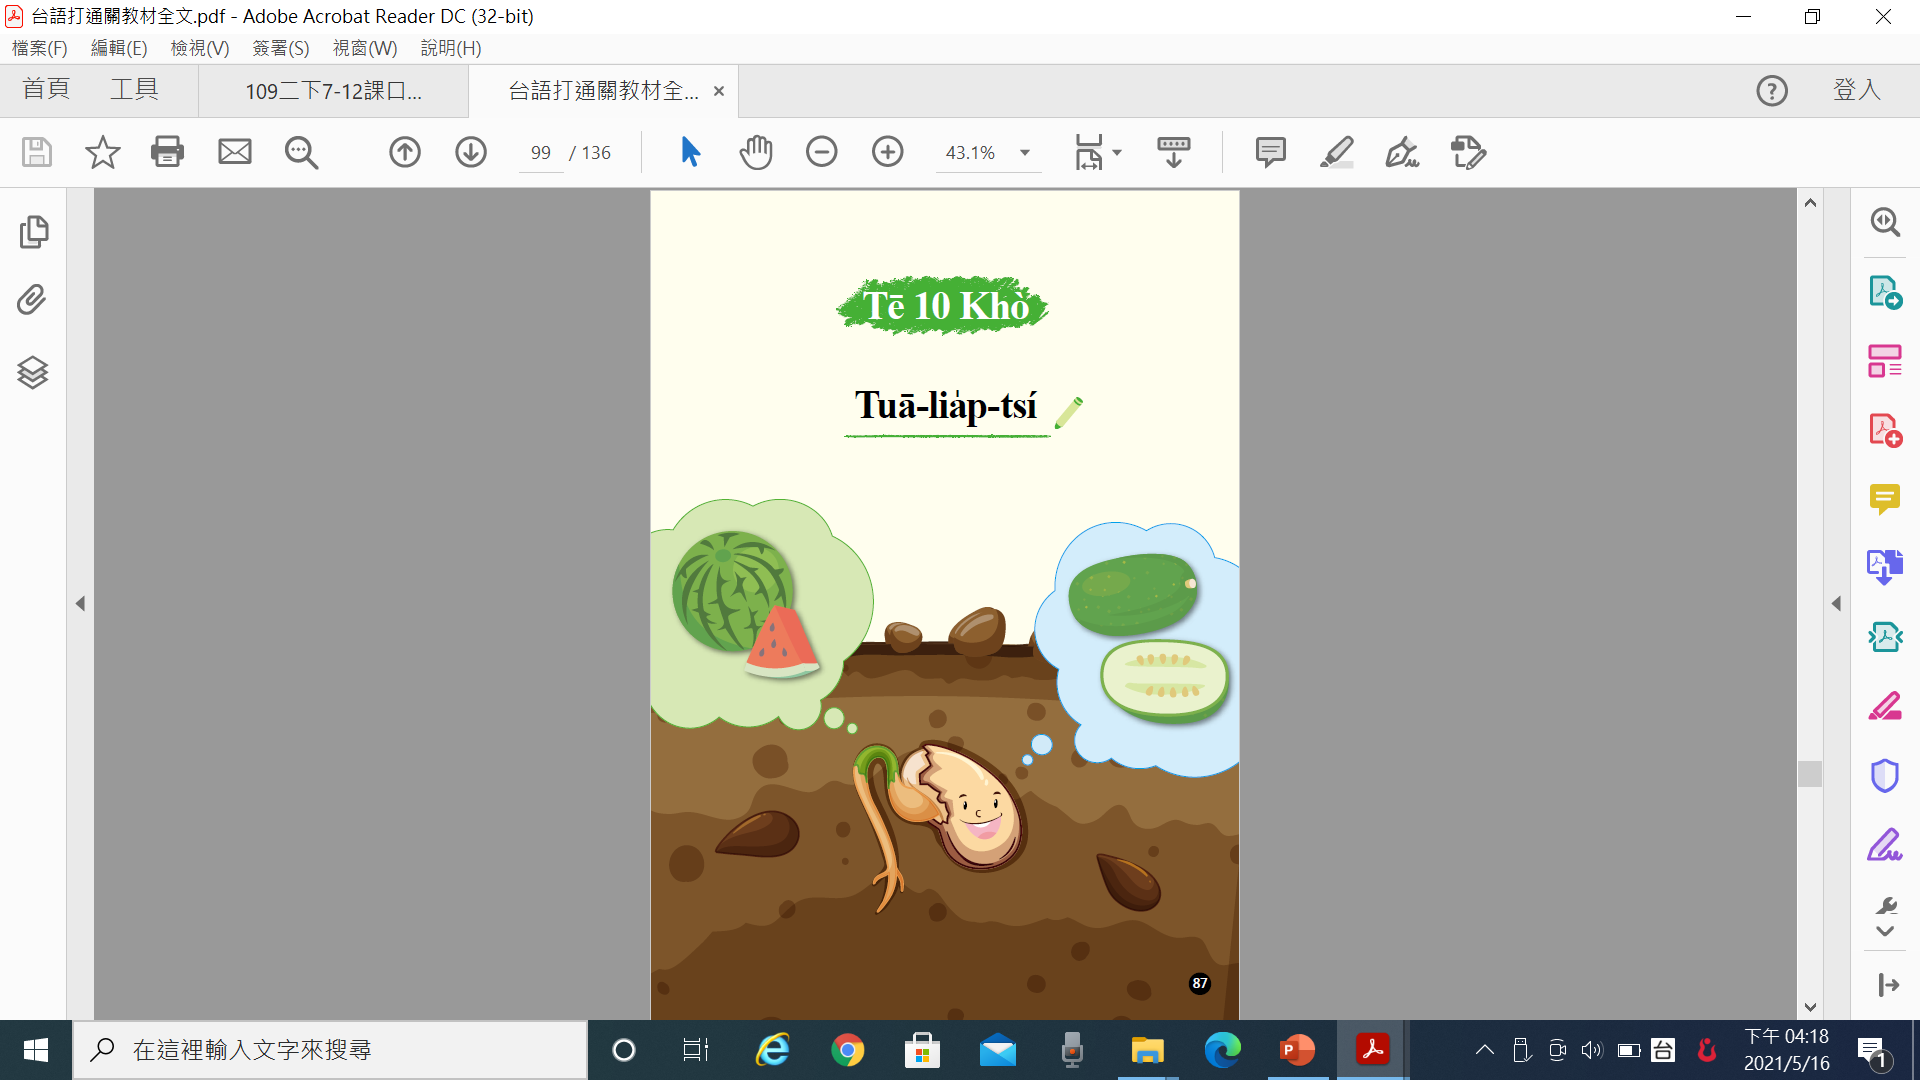 台語打通關教材全文.pdf - Adobe Acrobat Reader DC (32-bit)
檔案(F) 編輯(E) 檢視(V) 簽署(S) 視窗(W) 說明(H)
首頁 工具 109二下7-12課口... 台語打通關教材全... 登入
99 / 136 43.1%
Tē 10 Khò
Tuā-lia̍p-tsí
87
在這裡輸入文字來搜尋
台
下午 04:18
2021/5/16
1